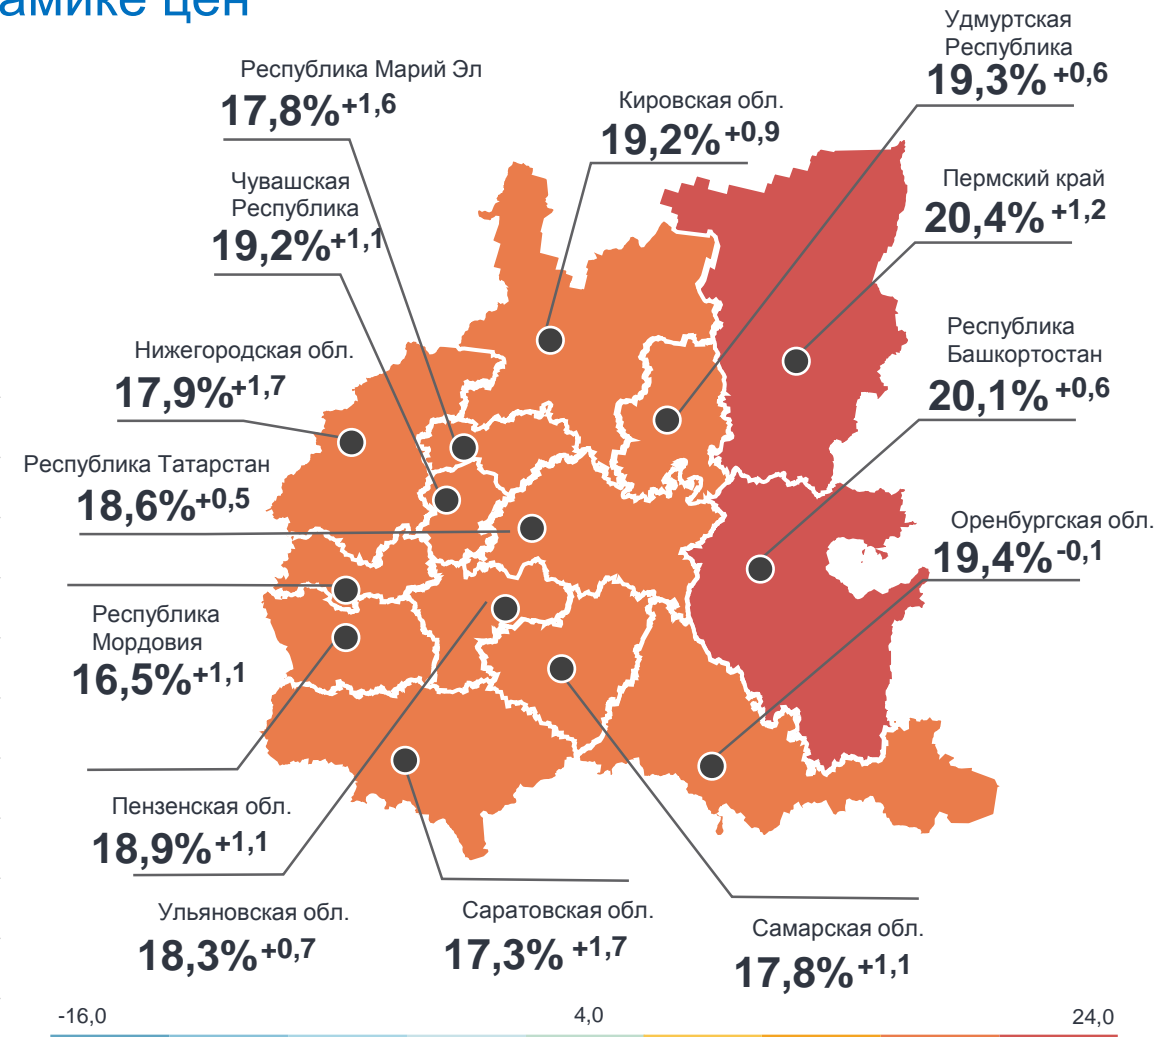 амике цен
Удмуртская
Республика
19,3% +0,6
Республика Марий Эл
17,8%+1,6
Кировская обл.
19,2% +0,9
Чувашская
Республика
19,2%+1,1
Пермский край
20,4% +1,2
Республика
Башкортостан
20,1% +0,6
Нижегородская обл.
17,9%+1,7
Республика Татарстан
18,6%+0,5
Оренбургская обл.
19,4%-0,1
Республика
Мордовия
16,5%+1,1
Пензенская обл.
18,9%+1,1
Ульяновская обл.
18,3%+0,7
Саратовская обл.
17,3% +1,7
Самарская обл.
17,8%+1,1
-16,0 4,0 24,0